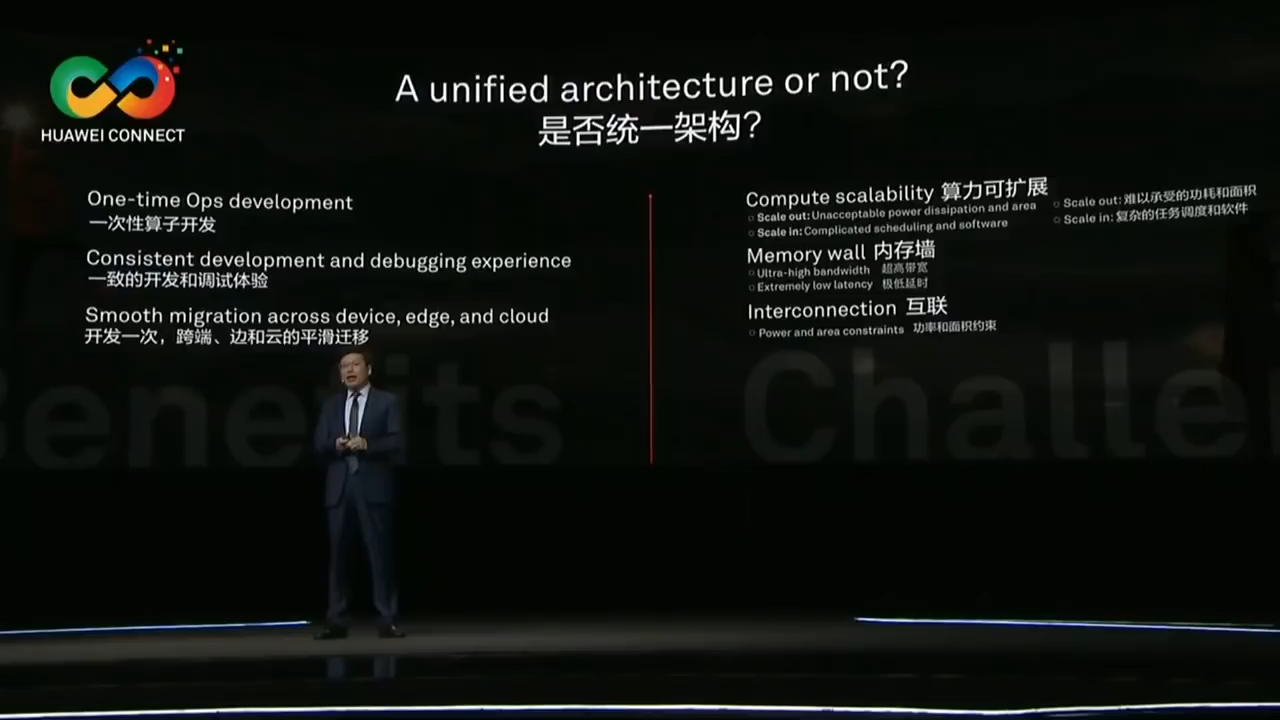 HUAWEI CONNECT
A unified architecture or not?
是否统一架构?
One-time Ops development
一次性算子开发
Consistent development and debugging experience
一致的开发和调试体验
Smooth migration across device, edge, and cloud
开发一次，跨端、边和云的平滑迁移
Benefits
Compute scalability 算力可扩展
Scale out: Unacceptable power dissipation and area
Scale in: Complicated scheduling and software
Scale out: 难以承受的功耗和面积
Scale in: 复杂的任务调度和软件
Memory wall 内存墙
Ultra-high bandwidth 超高带宽
Extremely low latency 极低延时
Interconnection 互联
Power and area constraints 功率和面积约束
Challe